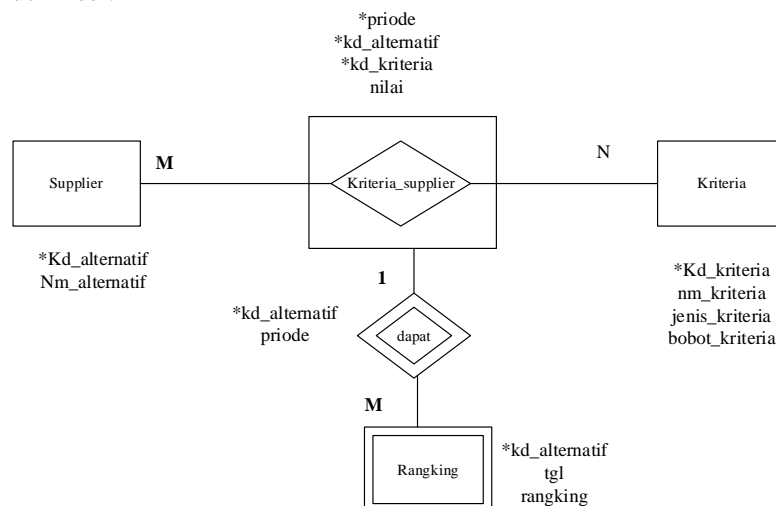 *priode
*kd_alternatif
*kd_kriteria
nilai
M
N
Supplier
Kriteria_supplier
Kriteria
*Kd_alternatif
Nm_alternatif
*Kd_kriteria
nm_kriteria
jenis_kriteria
bobot_kriteria
1
*kd_alternatif
priode
dapat
M
Rangking
*kd_alternatif
tgl
rangking